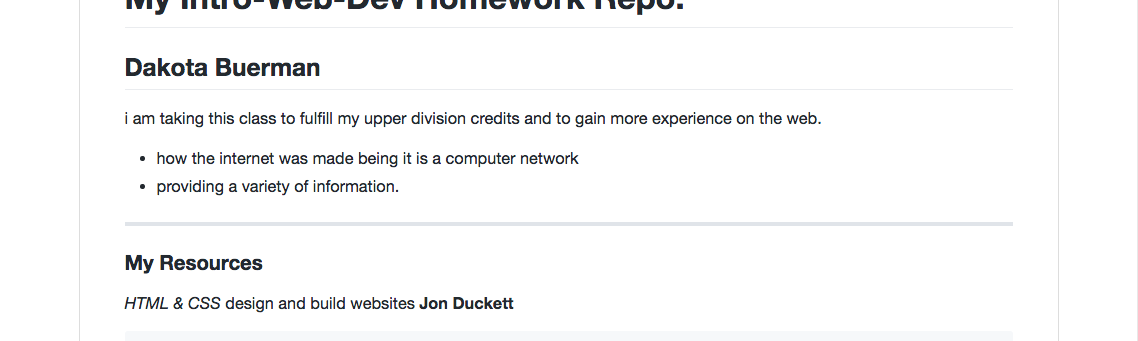 My Intro-Web-Dev Homework Repo.
Dakota Buerman
i am taking this class to fulfill my upper division credits and to gain more experience on the web.
how the internet was made being it is a computer network
providing a variety of information.
My Resources
HTML & CSS design and build websites Jon Duckett